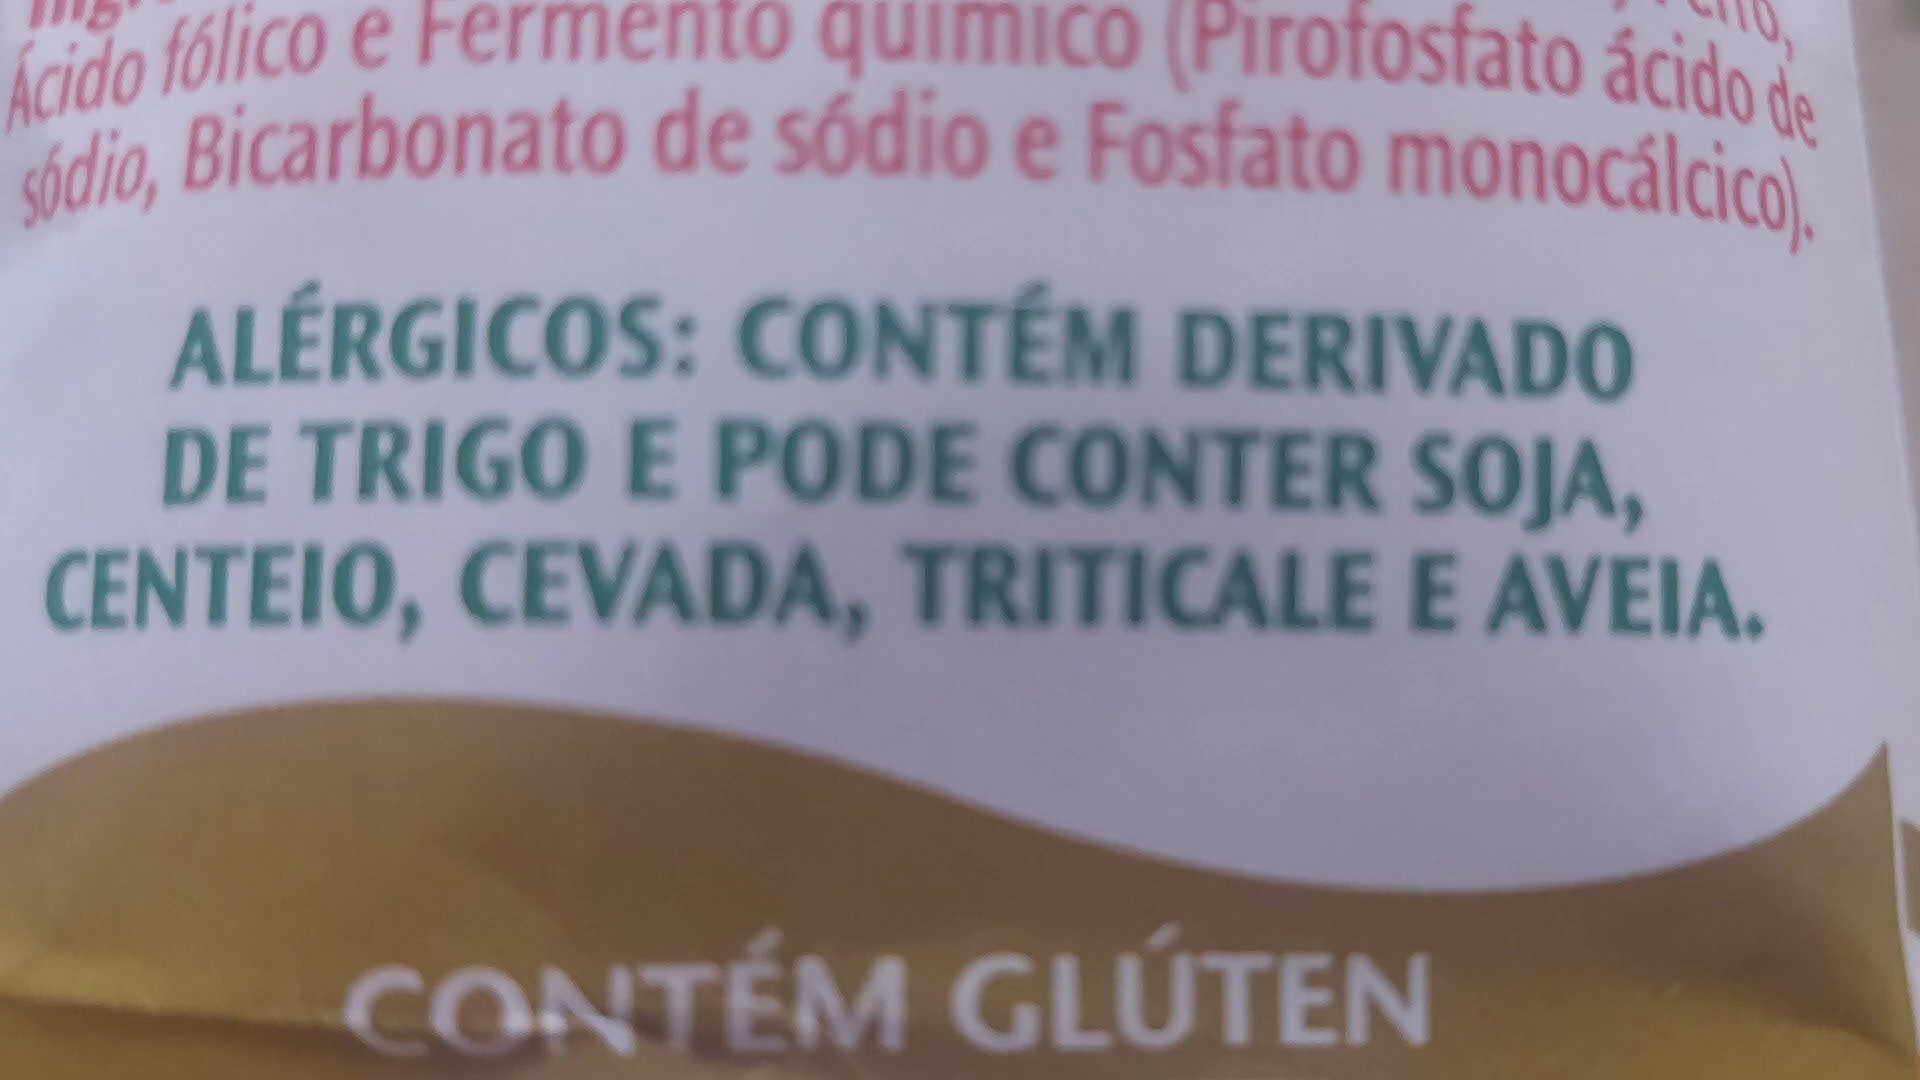 Ácido fólico e Fermento químico (Pirofosfato ácido de
sódio, Bicarbonato de sódio e Fosfato monocálcico).
ALÉRGICOS: CONTÉM DERIVADO
DE TRIGO E PODE CONTER SOJA,
CENTEIO, CEVADA, TRITICALE E AVEIA.
CONTÉM GLÚTEN